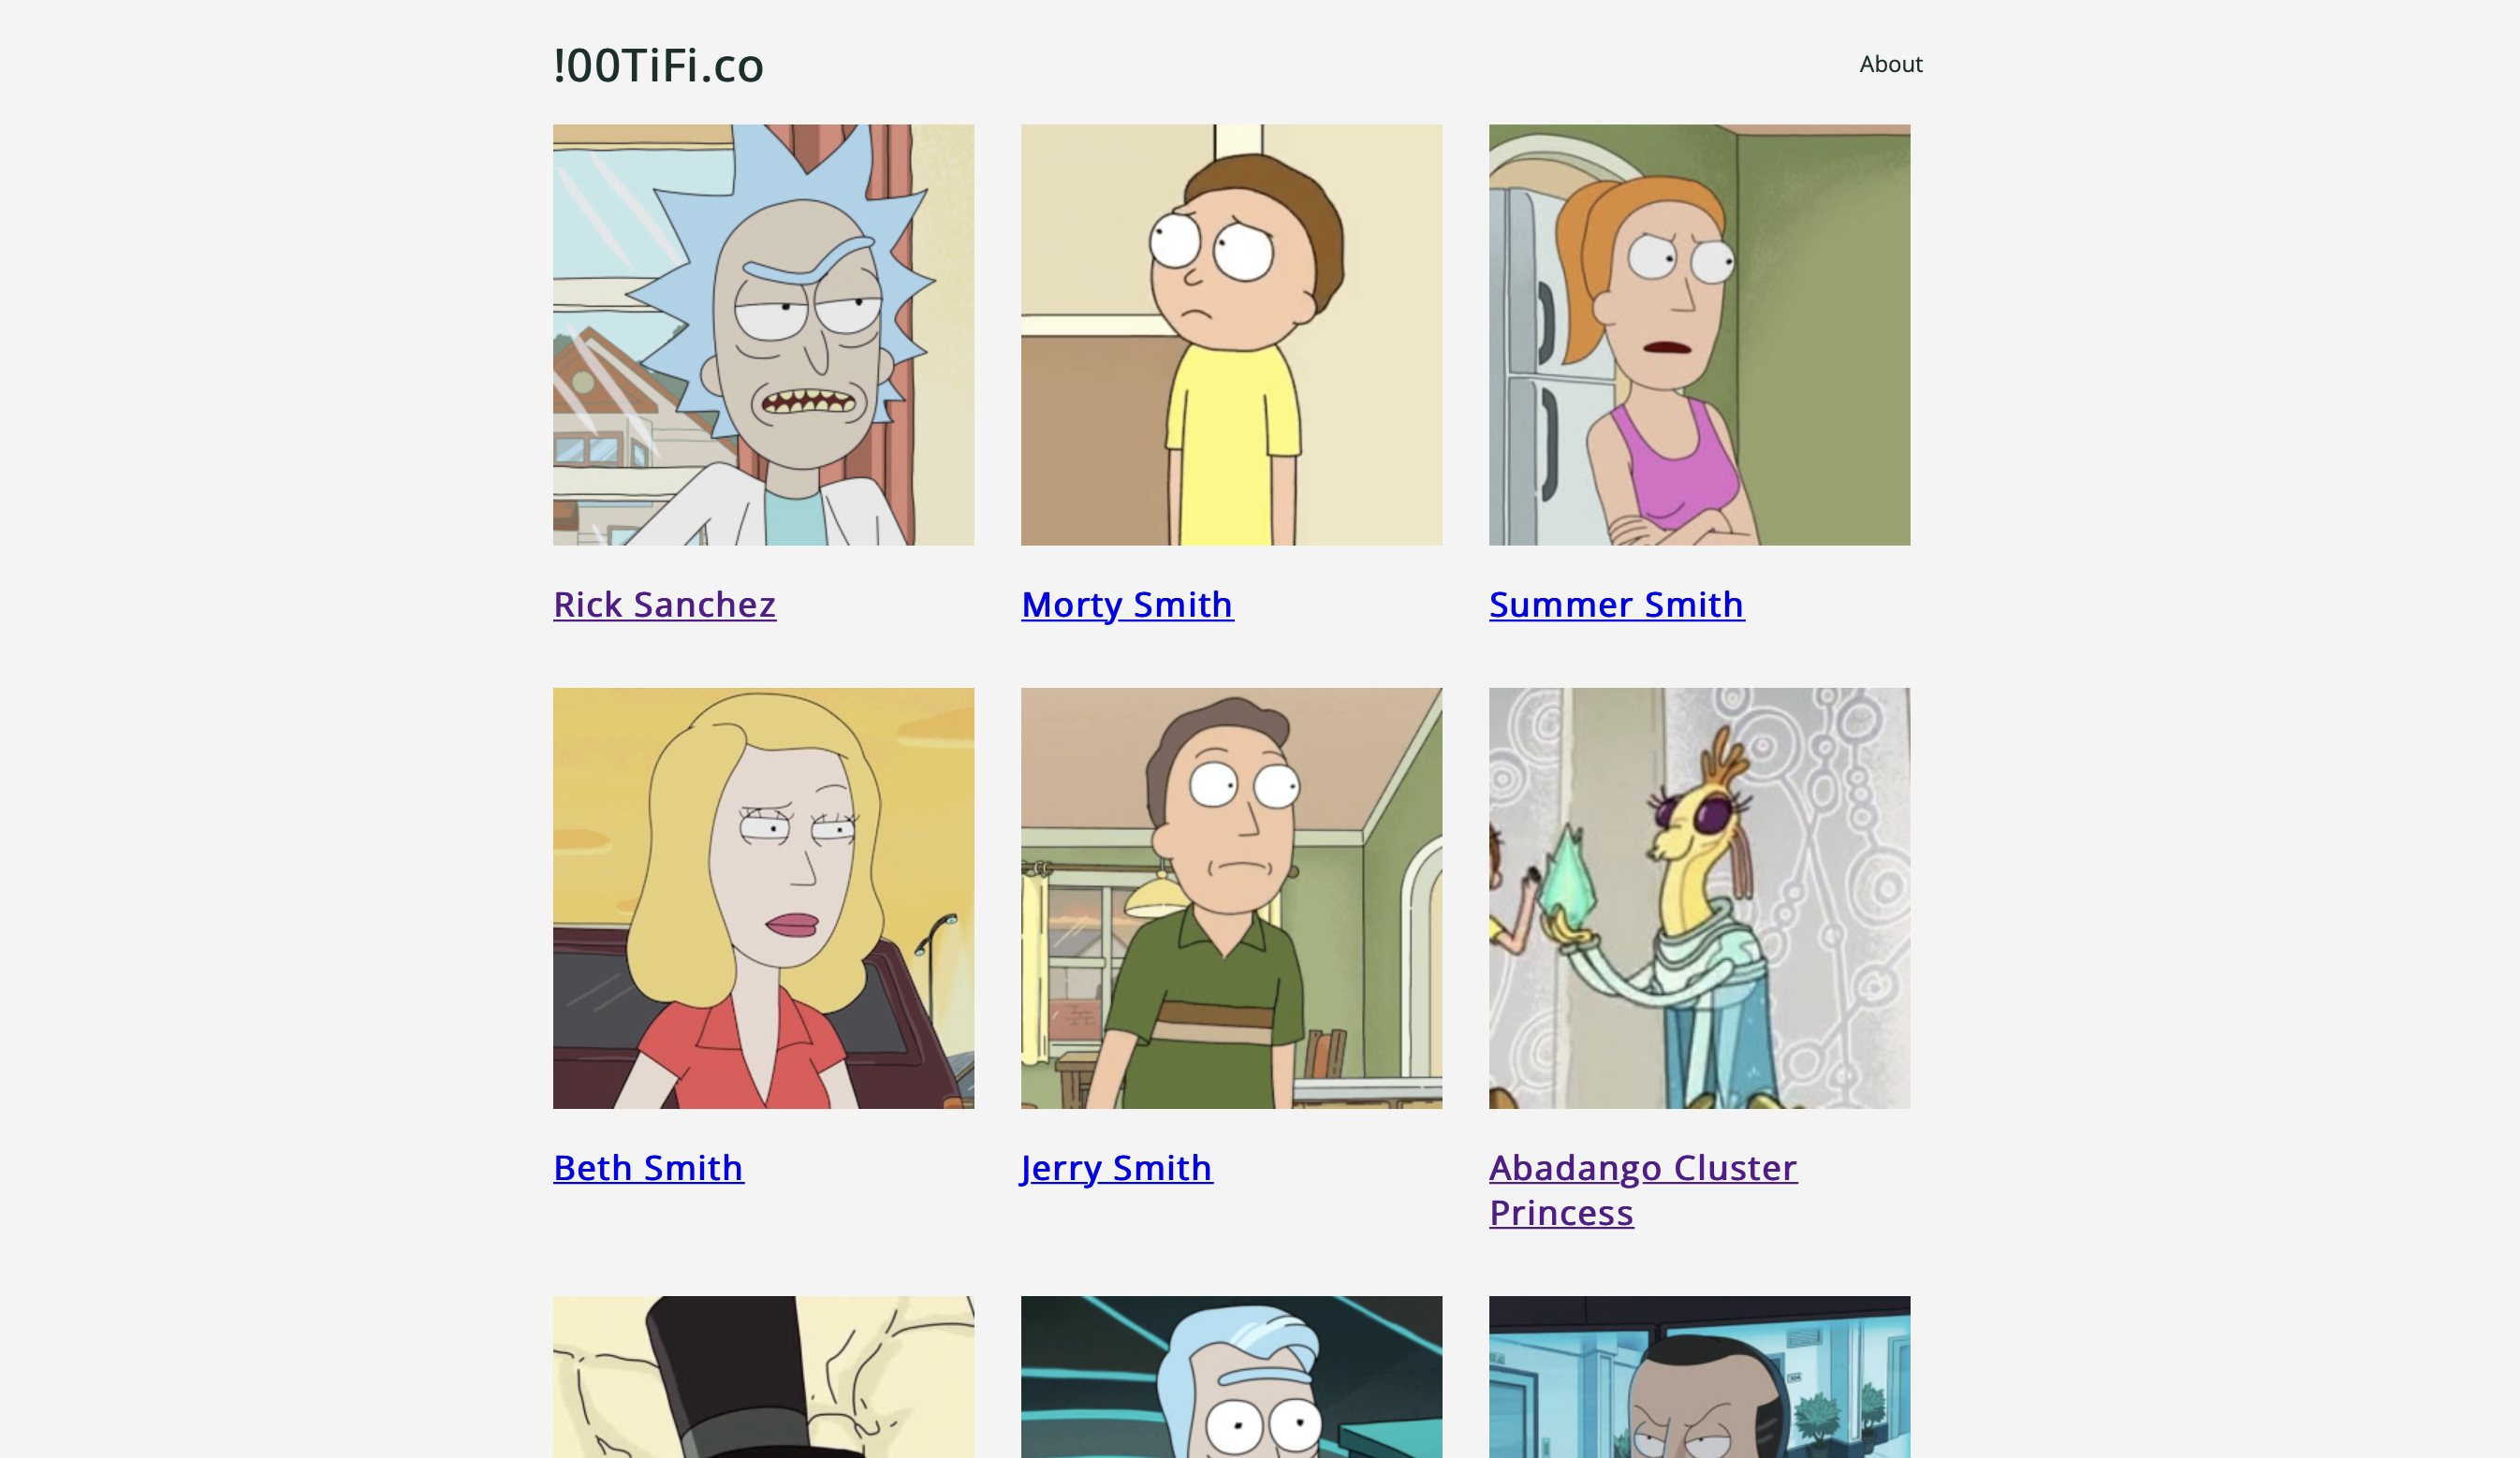 !00TiFi.co
About
Rick Sanchez
Morty Smith
Summer Smith
Beth Smith
Jerry Smith
Abadango Cluster
Princess